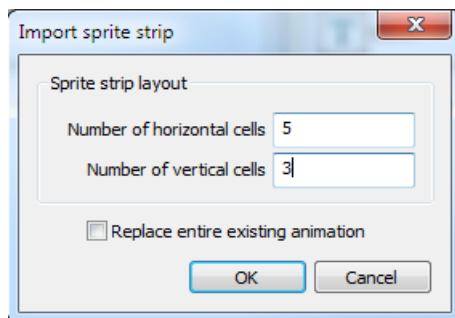 Import sprite strip
Sprite strip layout
Number of horizontal cells 5
Number of vertical cells 3
Replace entire existing animation
OK Cancel